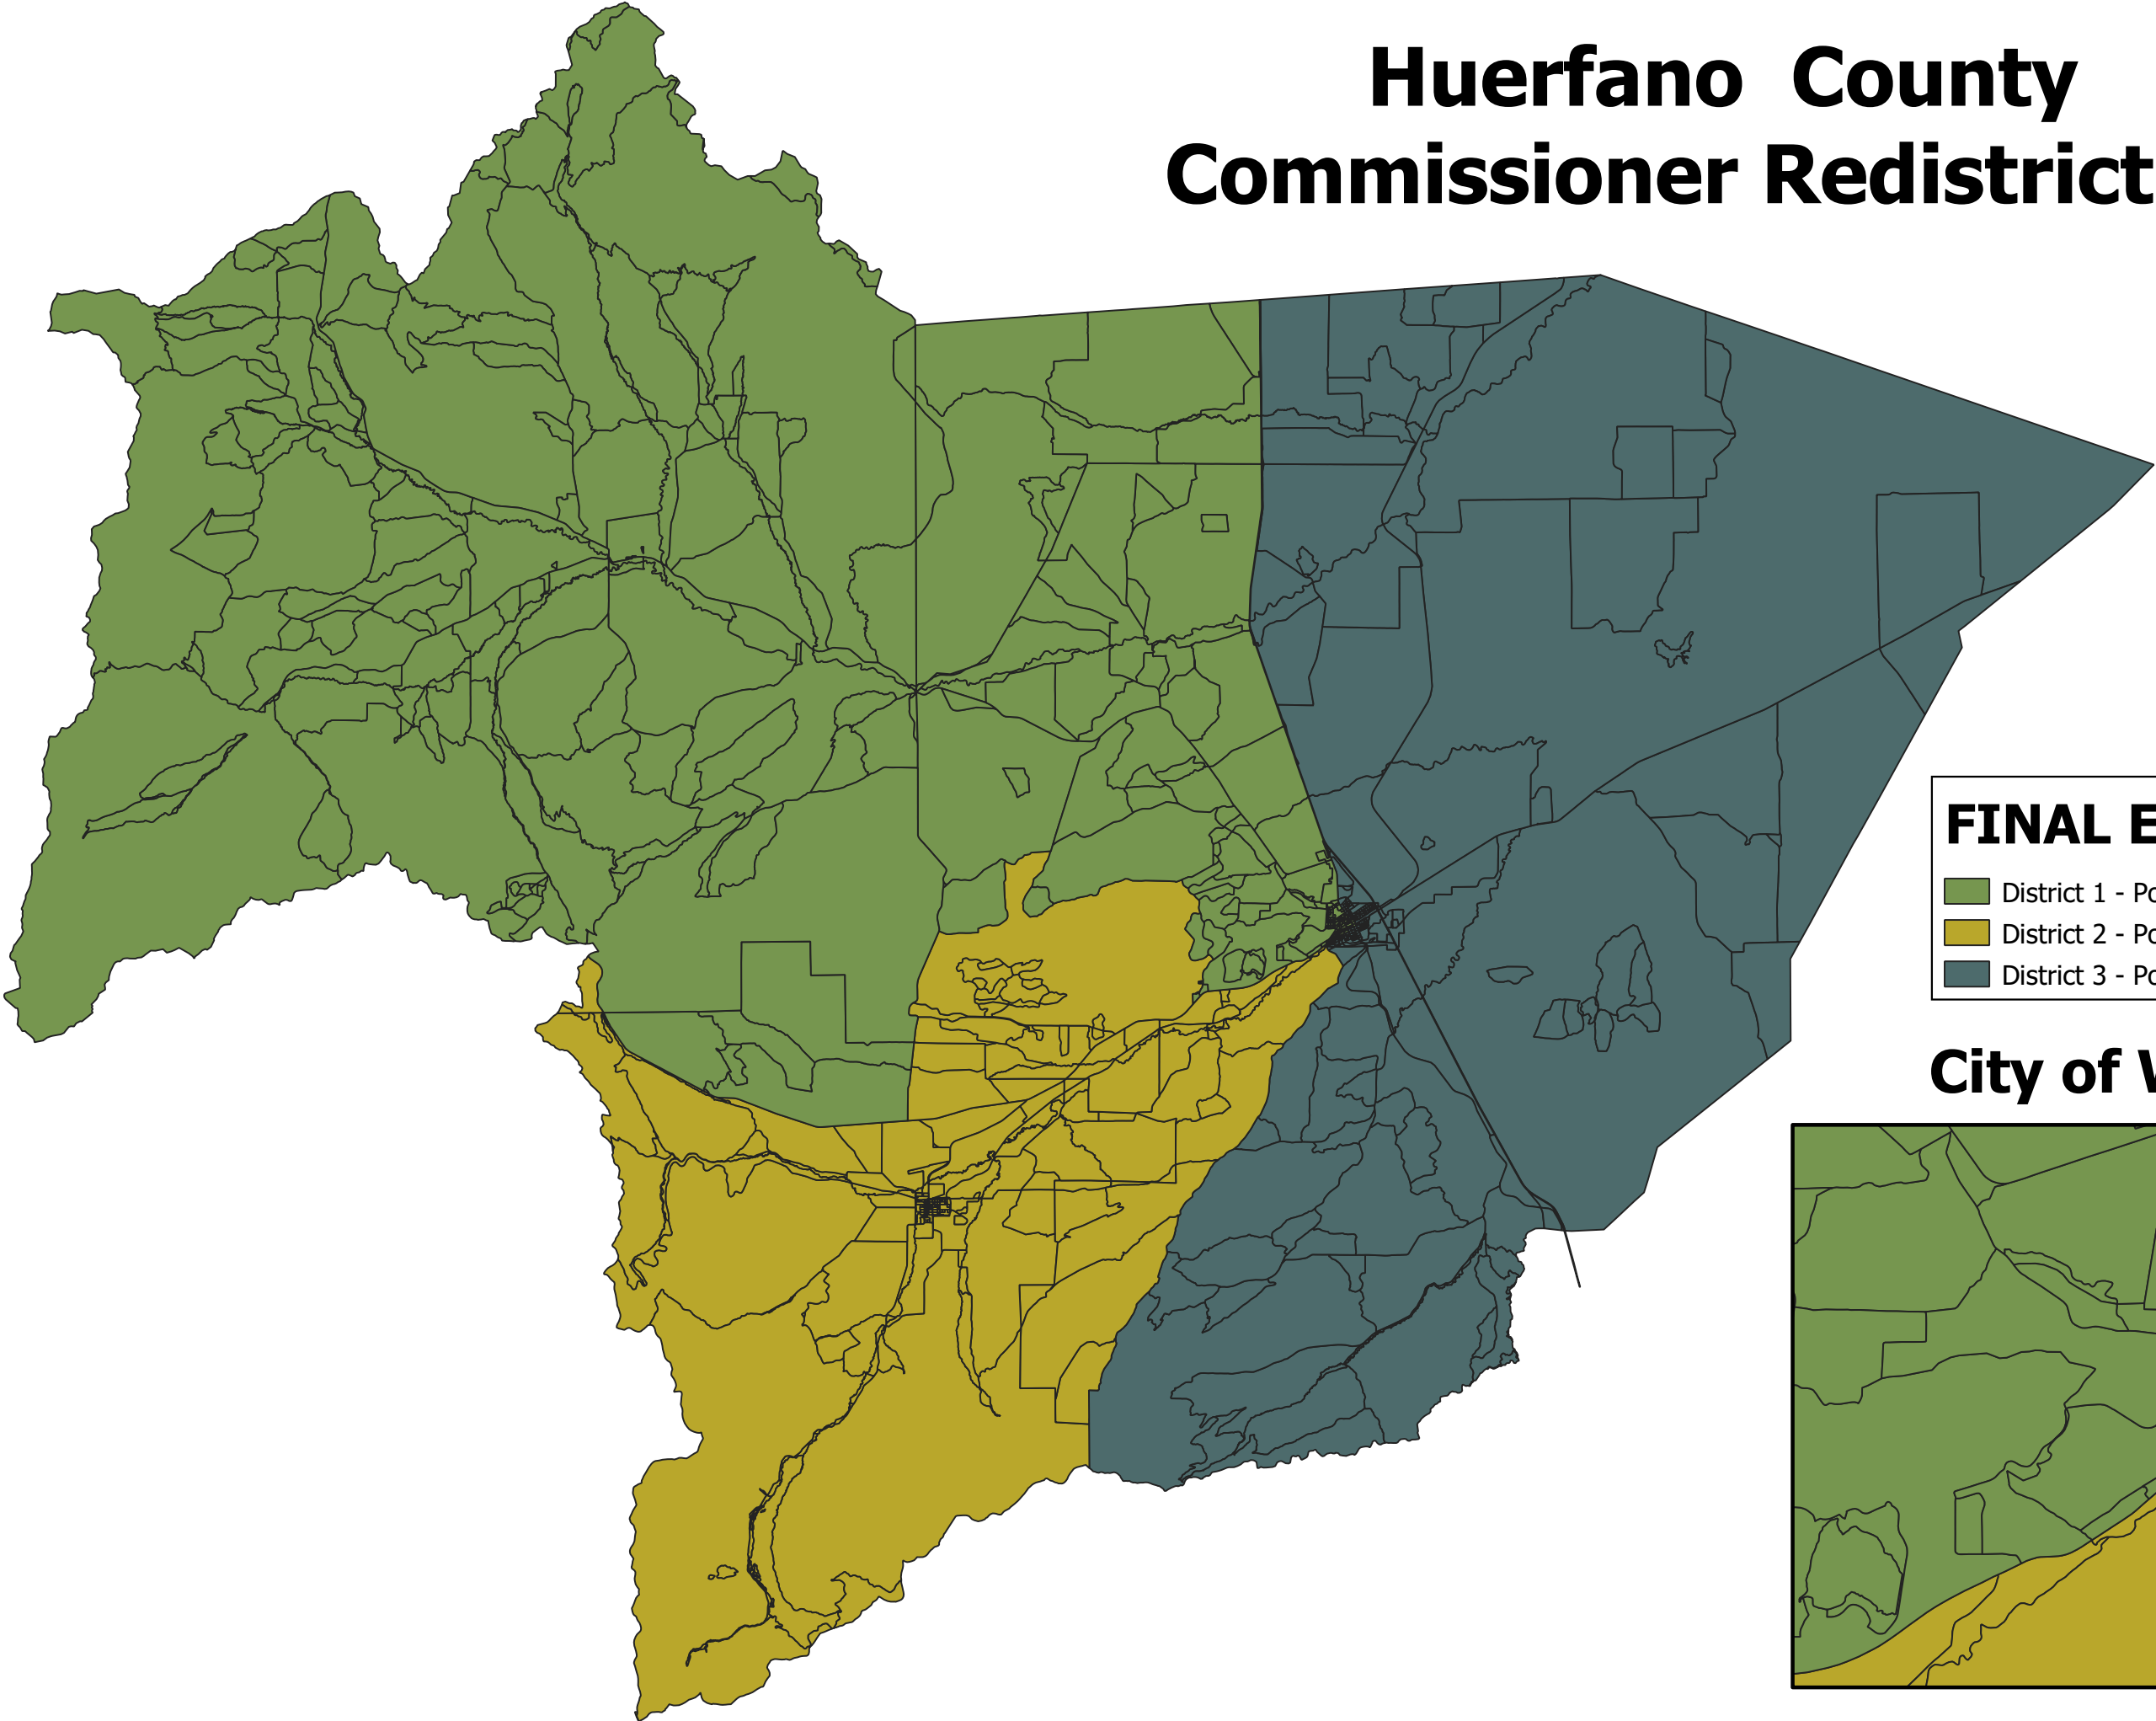 Huerfano County
Commissioner Redistrict
FINAL E
District 1 - Po
District 2 - Po
District 3 - Po
City of